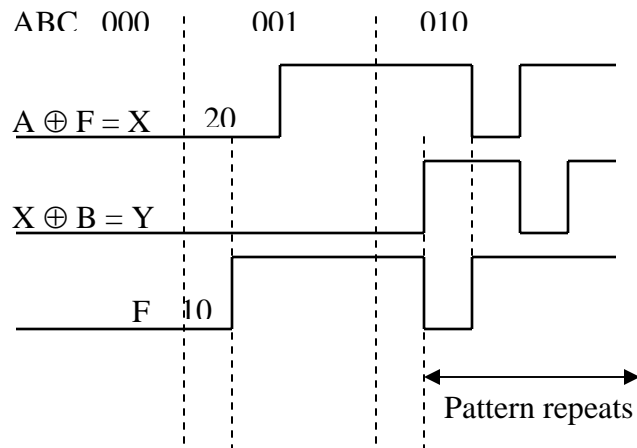 ABC 000 001 010
A ⊕ F = X 20
X ⊕ B = Y
F 10
Pattern repeats